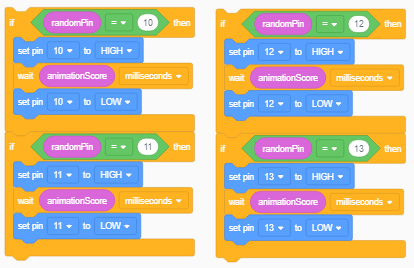 if randomPin = 10 then
set pin 10 to HIGH
wait animationScore milliseconds
set pin 10 to LOW
if randomPin = 11 then
set pin 11 to HIGH
wait animationScore milliseconds
set pin 11 to LOW
if randomPin = 12 then
set pin 12 to HIGH
wait animationScore milliseconds
set pin 12 to LOW
if randomPin = 13 then
set pin 13 to HIGH
wait animationScore milliseconds
set pin 13 to LOW